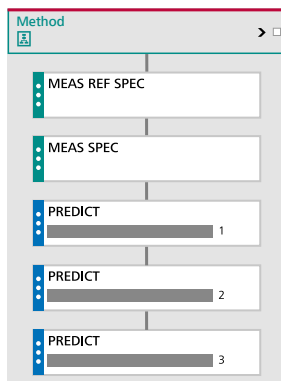 Method
MEAS REF SPEC
MEAS SPEC
PREDICT
1
PREDICT
2
PREDICT
3